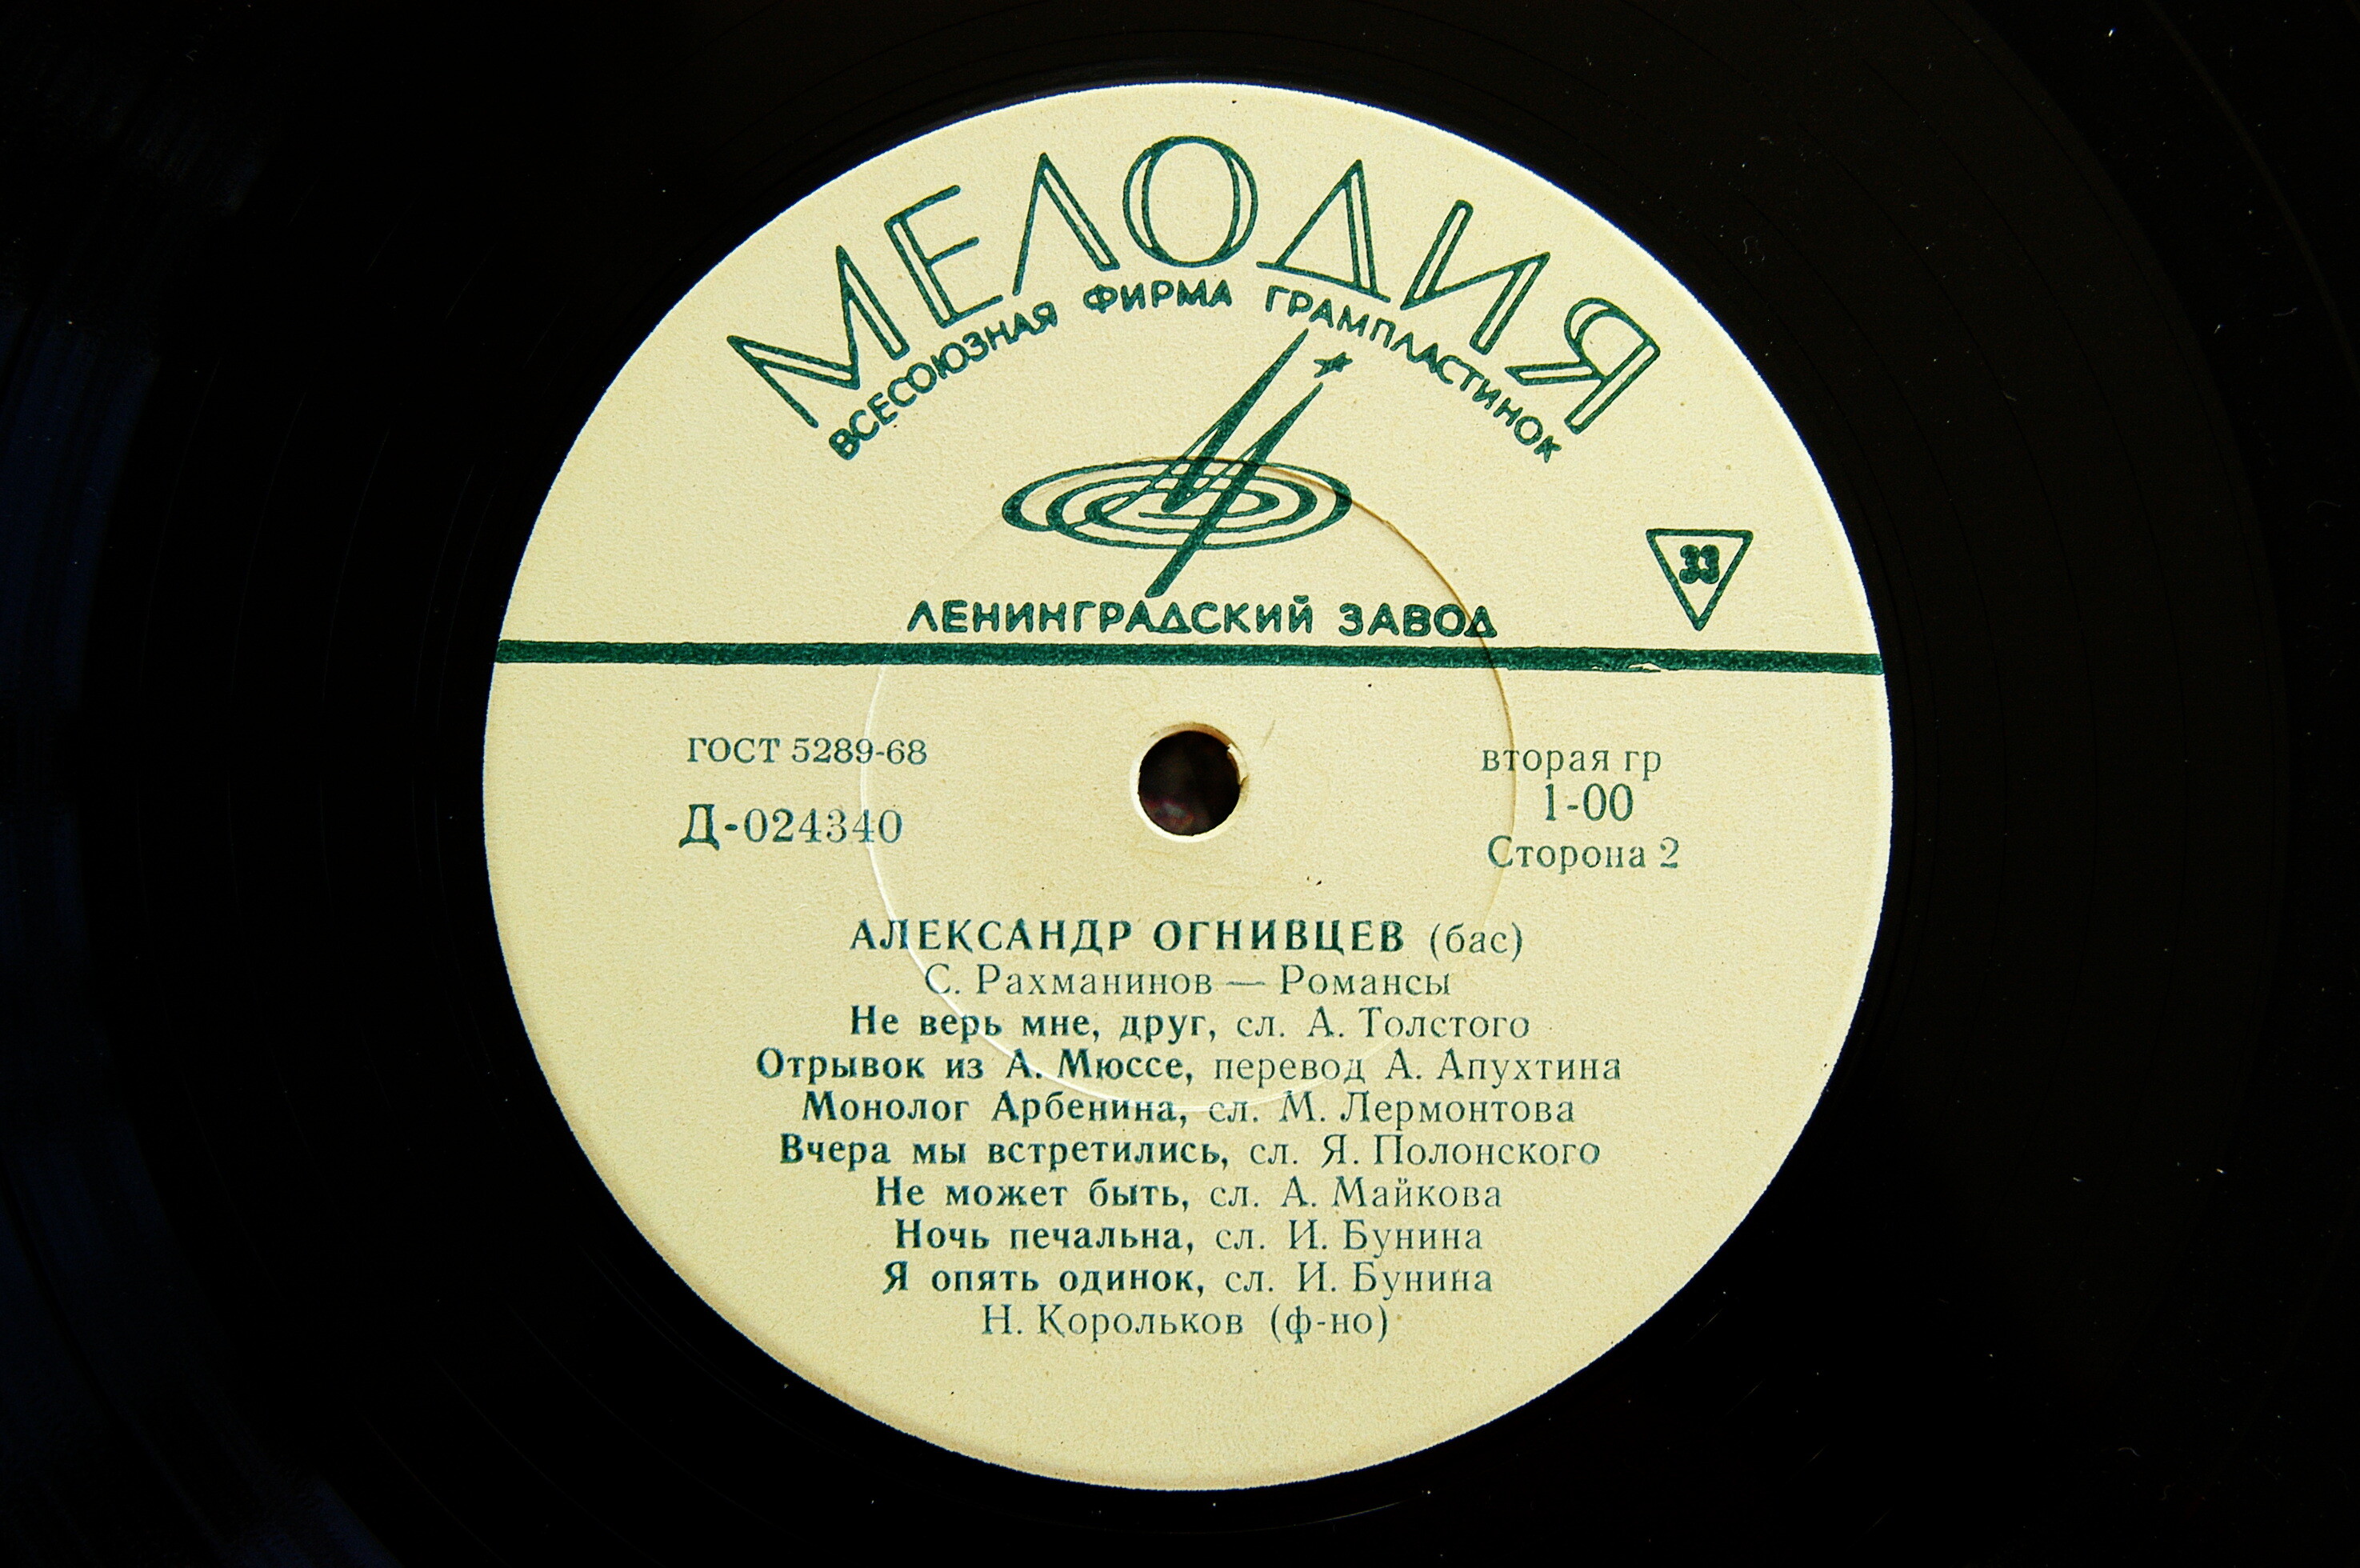 МЕЛОДИЯ
ВСЕСОЮЗНАЯ ФИРМА ГРАМПЛАСТИНОК
33
ЛЕНИНГРАДСКИЙ ЗАВОД
ГОСТ 5289-68
Д-024340
вторая гр
1-00
Сторона 2
АЛЕКСАНДР ОГНИВЦЕВ (бас)
С. Рахманинов — Романсы
Не верь мне, друг, сл. А. Толстого
Отрывок из А. Мюссе, перевод А. Апухтина
Монолог Арбенина, сл. М. Лермонтова
Вчера мы встретились, сл. Я. Полонского
Не может быть, сл. А. Майкова
Ночь печальна, сл. И. Бунина
Я опять одинок, сл. И. Бунина
Н. Корольков (ф-но)